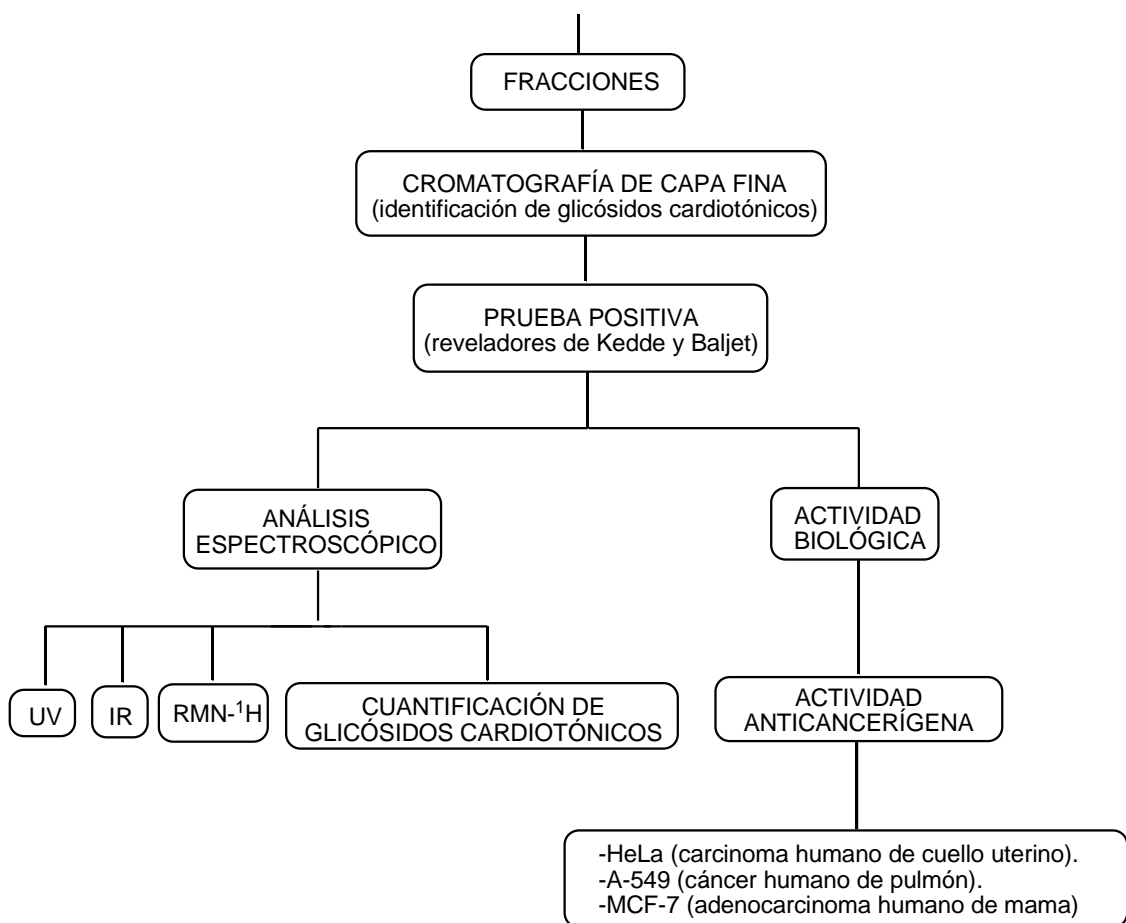 FRACCIONES
CROMATOGRAFÍA DE CAPA FINA
(identificación de glicósidos cardiotónicos)
PRUEBA POSITIVA
(reveladores de Kedde y Baljet)
ANÁLISIS
ESPECTROSCÓPICO
ACTIVIDAD
BIOLÓGICA
UV
IR
RMN-¹H
CUANTIFICACIÓN DE
GLICÓSIDOS CARDIOTÓNICOS
ACTIVIDAD
ANTICANCERÍGENA
-HeLa (carcinoma humano de cuello uterino).
-A-549 (cáncer humano de pulmón).
-MCF-7 (adenocarcinoma humano de mama)